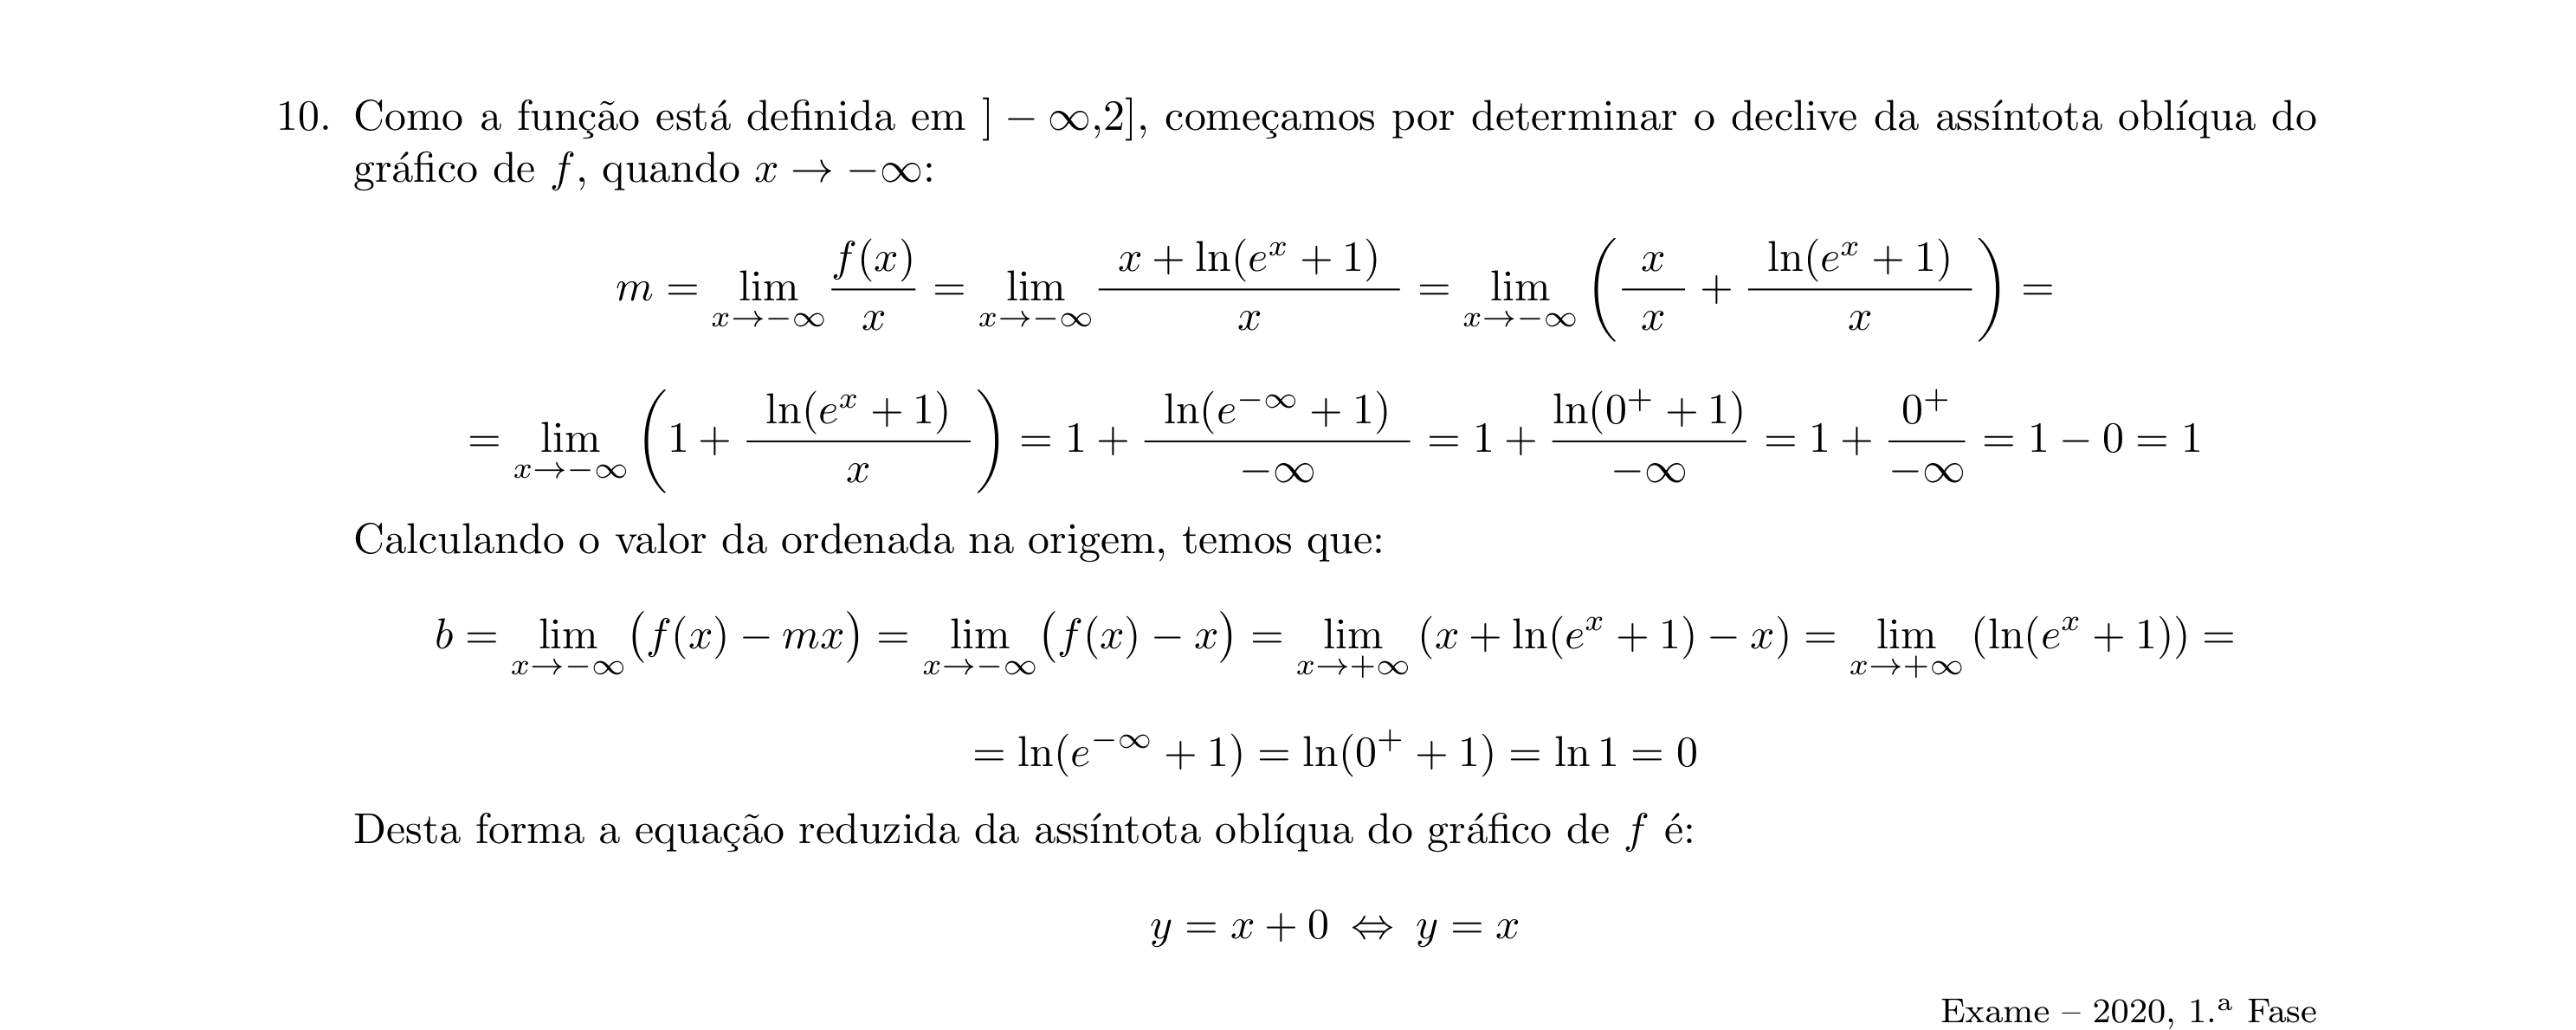 10. Como a função está definida em ] − ∞,2], começamos por determinar o declive da assíntota oblíqua do
gráfico de f, quando x → −∞:
m = lim_{x→−∞} f(x)/x = lim_{x→−∞} (x + ln(e^x + 1))/x = lim_{x→−∞} (x/x + ln(e^x + 1)/x) =
= lim_{x→−∞} (1 + ln(e^x + 1)/x) = 1 + ln(e^{−∞} + 1)/−∞ = 1 + ln(0⁺ + 1)/−∞ = 1 + 0⁺/−∞ = 1 − 0 = 1
Calculando o valor da ordenada na origem, temos que:
b = lim_{x→−∞} (f(x) − mx) = lim_{x→−∞} (f(x) − x) = lim_{x→+∞} (x + ln(e^x + 1) − x) = lim_{x→+∞} (ln(e^x + 1)) =
= ln(e^{−∞} + 1) = ln(0⁺ + 1) = ln 1 = 0
Desta forma a equação reduzida da assíntota oblíqua do gráfico de f é:
y = x + 0 ⇔ y = x
Exame – 2020, 1.ª Fase